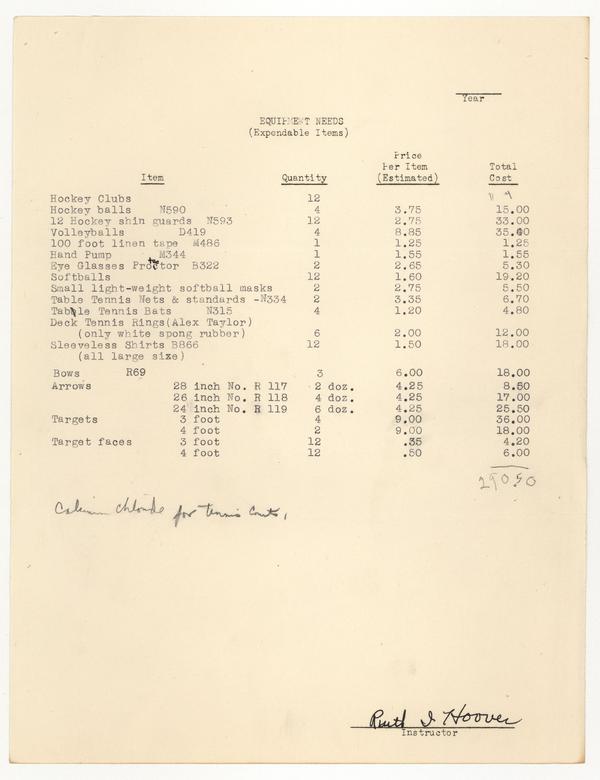 Year
EQUIPMENT NEEDS
(Expendable Items)
Item Quantity Price Per Item (Estimated) Total Cost
Hockey Clubs 12 " "
Hockey balls N590 4 3.75 15.00
12 Hockey shin guards N593 12 2.75 33.00
Volleyballs D419 4 8.85 35.40
100 foot linen tape M486 1 1.25 1.25
Hand Pump M344 1 1.55 1.55
Eye Glasses Protctor B322 2 2.65 5.30
Softballs 12 1.60 19.20
Small light-weight softball masks 2 2.75 5.50
Table Tennis Nets & standards -N334 2 3.35 6.70
Table Tennis Bats N315 4 1.20 4.80
Deck Tennis Rings(Alex Taylor)
(only white spong rubber) 6 2.00 12.00
Sleeveless Shirts B866 12 1.50 18.00
(all large size)
Bows R69 3 6.00 18.00
Arrows 28 inch No. R 117 2 doz. 4.25 8.50
26 inch No. R 118 4 doz. 4.25 17.00
24 inch No. R 119 6 doz. 4.25 25.50
Targets 3 foot 4 9.00 36.00
4 foot 2 9.00 18.00
Target faces 3 foot 12 .35 4.20
4 foot 12 .50 6.00
290.50
Calcium Chloride for tennis courts,
Ruth I Hoover
Instructor